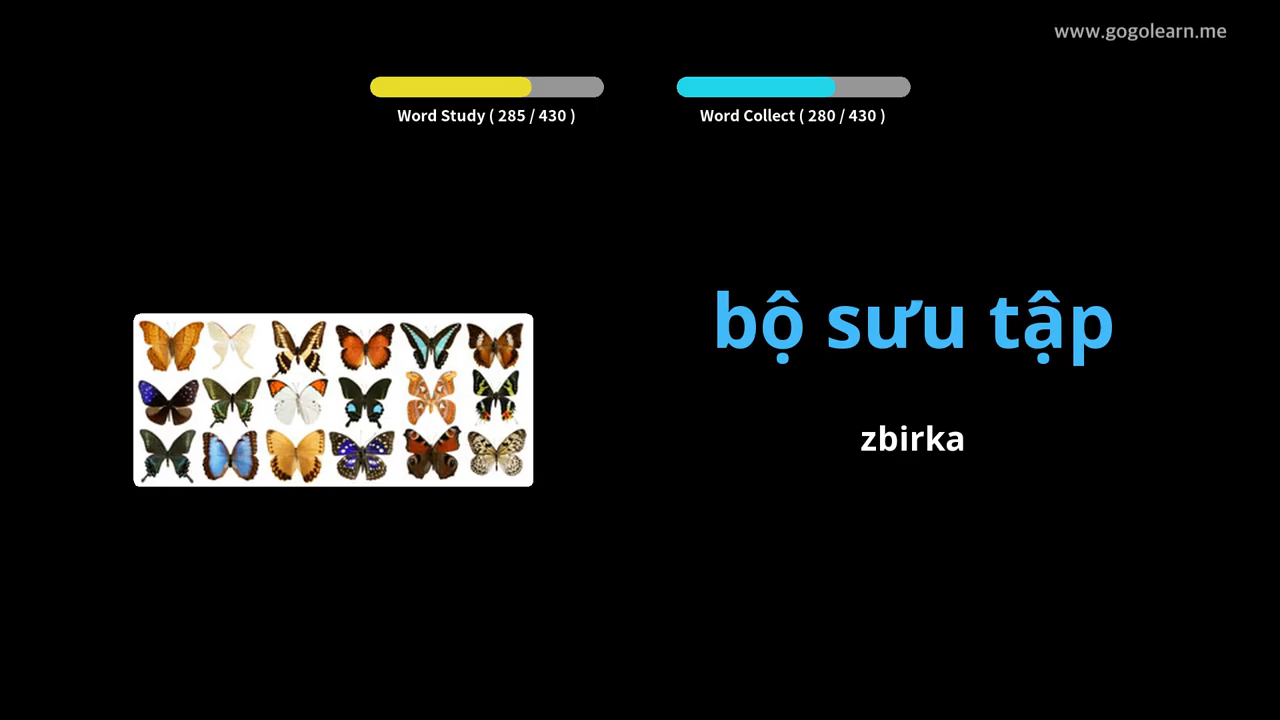 www.gogolearn.me
Word Study ( 285 / 430 )
Word Collect ( 280 / 430 )
bộ sưu tập
zbirka